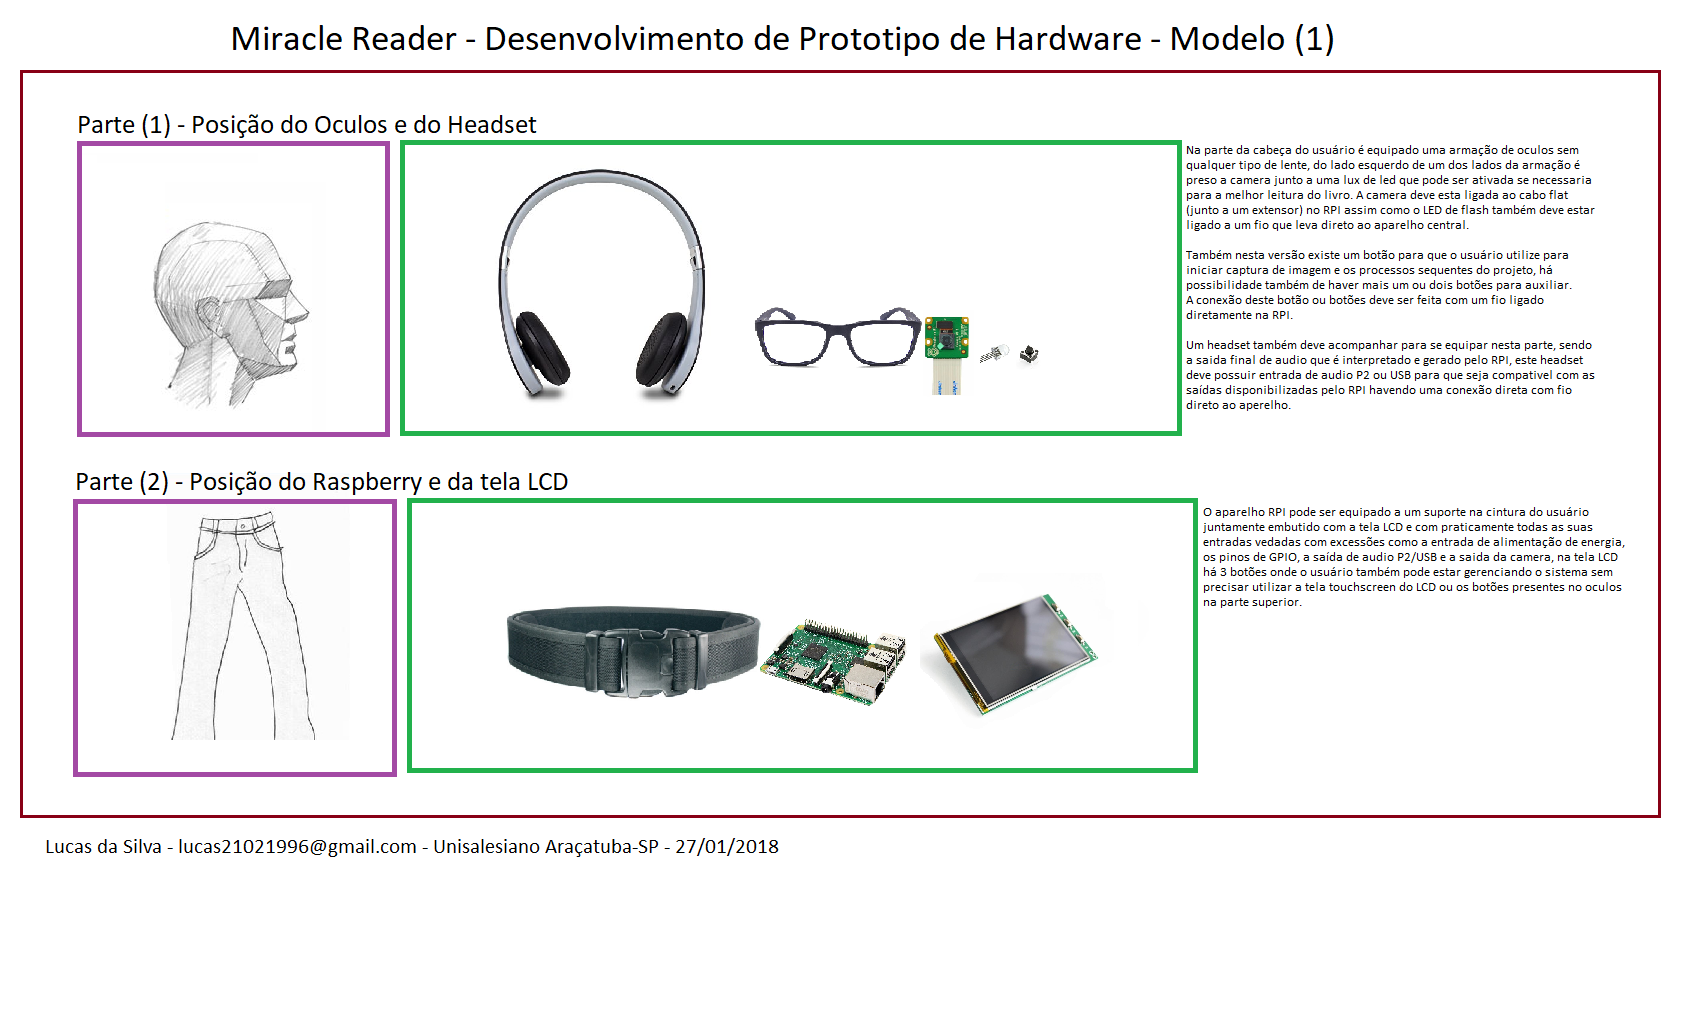 Miracle Reader - Desenvolvimento de Prototipo de Hardware - Modelo (1)
Parte (1) - Posição do Oculos e do Headset
Na parte da cabeça do usuário é equipado uma armação de oculos sem
qualquer tipo de lente, do lado esquerdo de um dos lados da armação é
preso a camera junto a uma lux de led que pode ser ativada se necessaria
para a melhor leitura do livro. A camera deve esta ligada ao cabo flat
(junto a um extensor) no RPI assim como o LED de flash também deve estar
ligado a um fio que leva direto ao aparelho central.
Também nesta versão existe um botão para que o usuário utilize para
iniciar captura de imagem e os processos sequentes do projeto, há
possibilidade também de haver mais um ou dois botões para auxiliar.
A conexão deste botão ou botões deve ser feita com um fio ligado
diretamente na RPI.
Um headset também deve acompanhar para se equipar nesta parte, sendo
a saida final de audio que é interpretado e gerado pelo RPI, este headset
deve possuir entrada de audio P2 ou USB para que seja compativel com as
saídas disponibilizadas pelo RPI havendo uma conexão direta com fio
direto ao aperelho.
Parte (2) - Posição do Raspberry e da tela LCD
O aparelho RPI pode ser equipado a um suporte na cintura do usuário
juntamente embutido com a tela LCD e com praticamente todas as suas
entradas vedadas com excessões como a entrada de alimentação de energia,
os pinos de GPIO, a saída de audio P2/USB e a saida da camera, na tela LCD
há 3 botões onde o usuário também pode estar gerenciando o sistema sem
precisar utilizar a tela touchscreen do LCD ou os botões presentes no oculos
na parte superior.
Lucas da Silva - lucas21021996@gmail.com - Unisalesiano Araçatuba-SP - 27/01/2018